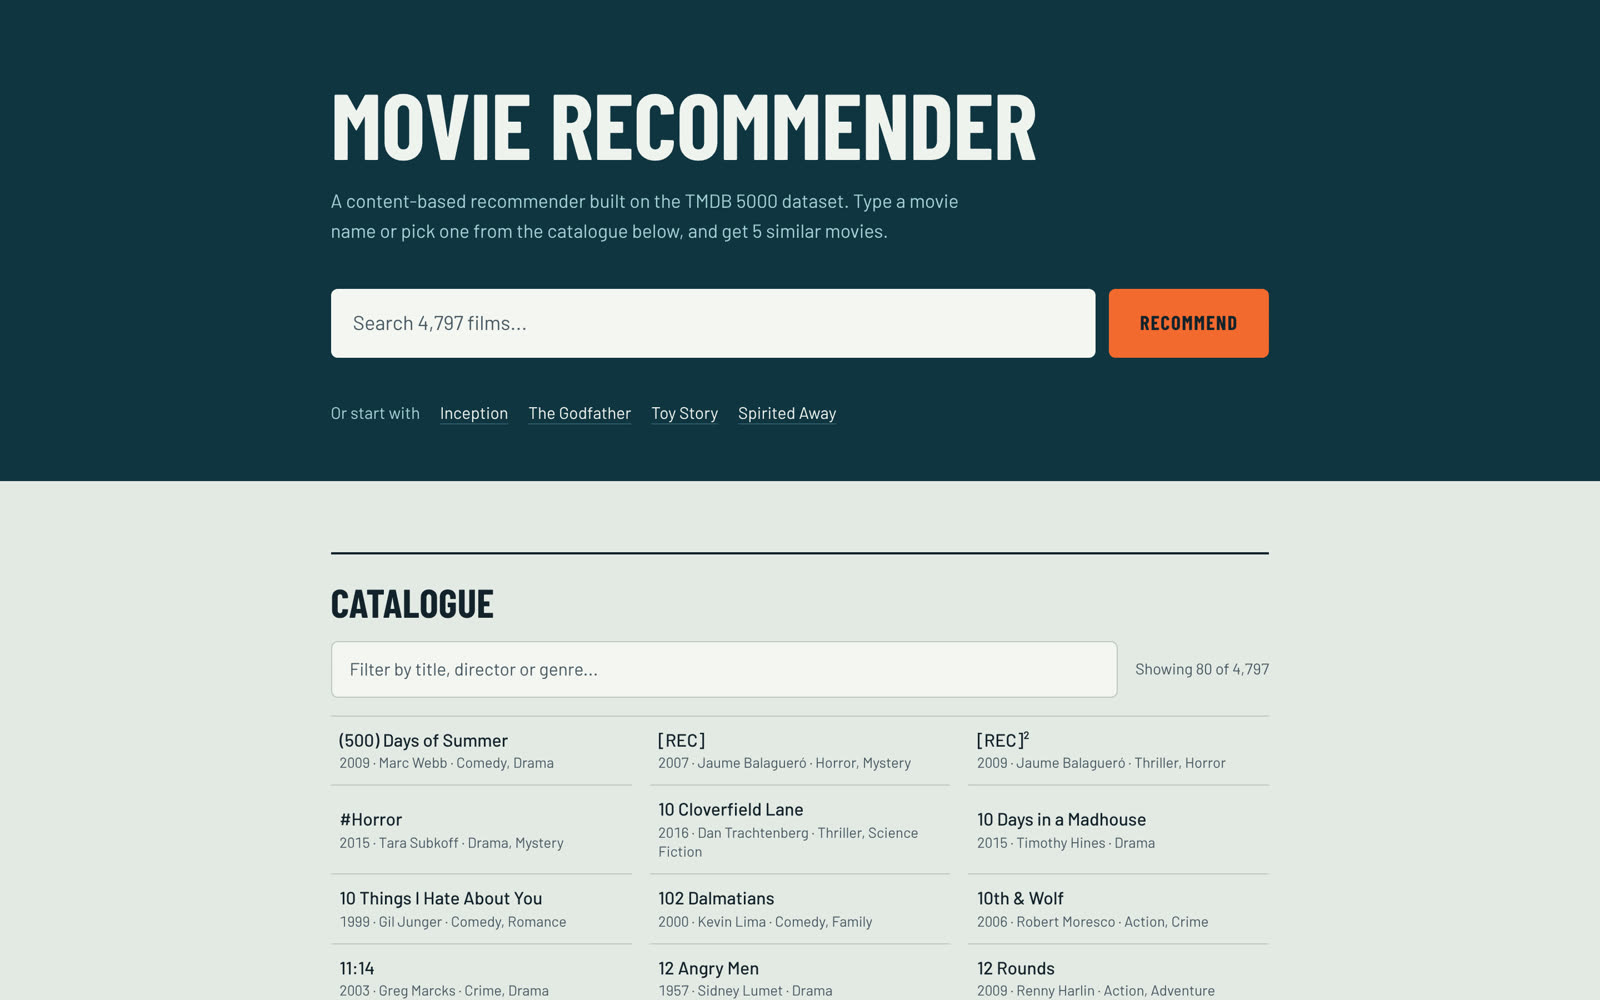 MOVIE RECOMMENDER
A content-based recommender built on the TMDB 5000 dataset. Type a movie
name or pick one from the catalogue below, and get 5 similar movies.
Search 4,797 films...
RECOMMEND
Or start with Inception The Godfather Toy Story Spirited Away
CATALOGUE
Filter by title, director or genre...
Showing 80 of 4,797
(500) Days of Summer
2009 · Marc Webb · Comedy, Drama
[REC]
2007 · Jaume Balagueró · Horror, Mystery
[REC]²
2009 · Jaume Balagueró · Thriller, Horror
#Horror
2015 · Tara Subkoff · Drama, Mystery
10 Cloverfield Lane
2016 · Dan Trachtenberg · Thriller, Science
Fiction
10 Days in a Madhouse
2015 · Timothy Hines · Drama
10 Things I Hate About You
1999 · Gil Junger · Comedy, Romance
102 Dalmatians
2000 · Kevin Lima · Comedy, Family
10th & Wolf
2006 · Robert Moresco · Action, Crime
11:14
2003 · Greg Marcks · Crime, Drama
12 Angry Men
1957 · Sidney Lumet · Drama
12 Rounds
2009 · Renny Harlin · Action, Adventure